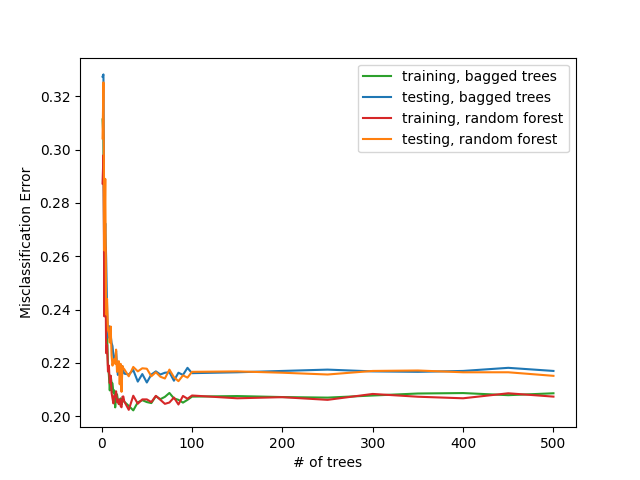 training, bagged trees
testing, bagged trees
training, random forest
testing, random forest
0.32
0.30
0.28
0.26
0.24
0.22
0.20
Misclassification Error
0 100 200 300 400 500
# of trees